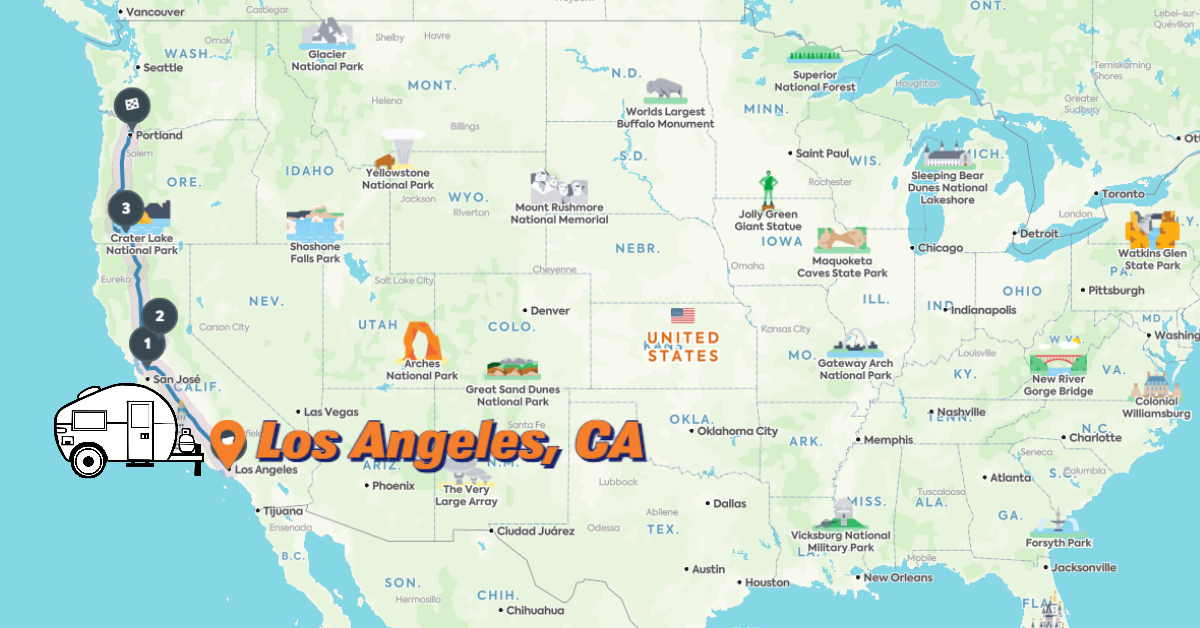 Vancouver
Castlegar
ONT.
Lebel-sur-
Quévillon
WASH.
Omak
Seattle
Glacier
National Park
Shelby
Havre
MONT.
Helena
Billings
N.D.
Worlds Largest
Buffalo Monument
MINN.
Superior
National Forest
Houghton
Temiskaming
Shores
Greater
Sudbury
Portland
Salem
ORE.
IDAHO
Yellowstone
National Park
Jackson
WYO.
Riverton
S.D.
Mount Rushmore
National Memorial
Saint Paul
WIS.
Rochester
MICH.
Sleeping Bear
Dunes National
Lakeshore
Toronto
London
Detroit
3
Crater Lake
National Park
Shoshone
Falls Park
Jolly Green
Giant Statue
IOWA
Maquoketa
Caves State Park
Chicago
Watkins Glen
State Park
PA.
Eureka
Salt Lake City
Cheyenne
NEBR.
Omaha
Pittsburgh
NEV.
Carson City
2
1
UTAH
COLO.
Denver
UNITED
STATES
KANS.
Kansas City
ILL.
IND.
Indianapolis
OHIO
MD.
Washing
Arches
National Park
Great Sand Dunes
National Park
MO.
Gateway Arch
National Park
Louisville
KY.
W.V.
New River
Gorge Bridge
VA.
Colonial
Williamsburg
San José
CALIF.
Las Vegas
Santa Fe
OKLA.
Oklahoma City
ARK.
Memphis
Nashville
TENN.
N.C.
Charlotte
Los Angeles, CA
Los Angeles
ARIZ.
Phoenix
N.M.
The Very
Large Array
Lubbock
Seneca
Columbia
S.C.
Atlanta
Tuscaloosa
Tijuana
Ensenada
Ciudad Juárez
Odessa
Abilene
TEX.
Dallas
MISS.
ALA.
GA.
Vicksburg National
Military Park
LA.
Forsyth Park
B.C.
Mobile
Jacksonville
SON.
Hermosillo
CHIH.
Chihuahua
Austin
Houston
New Orleans
FLA.